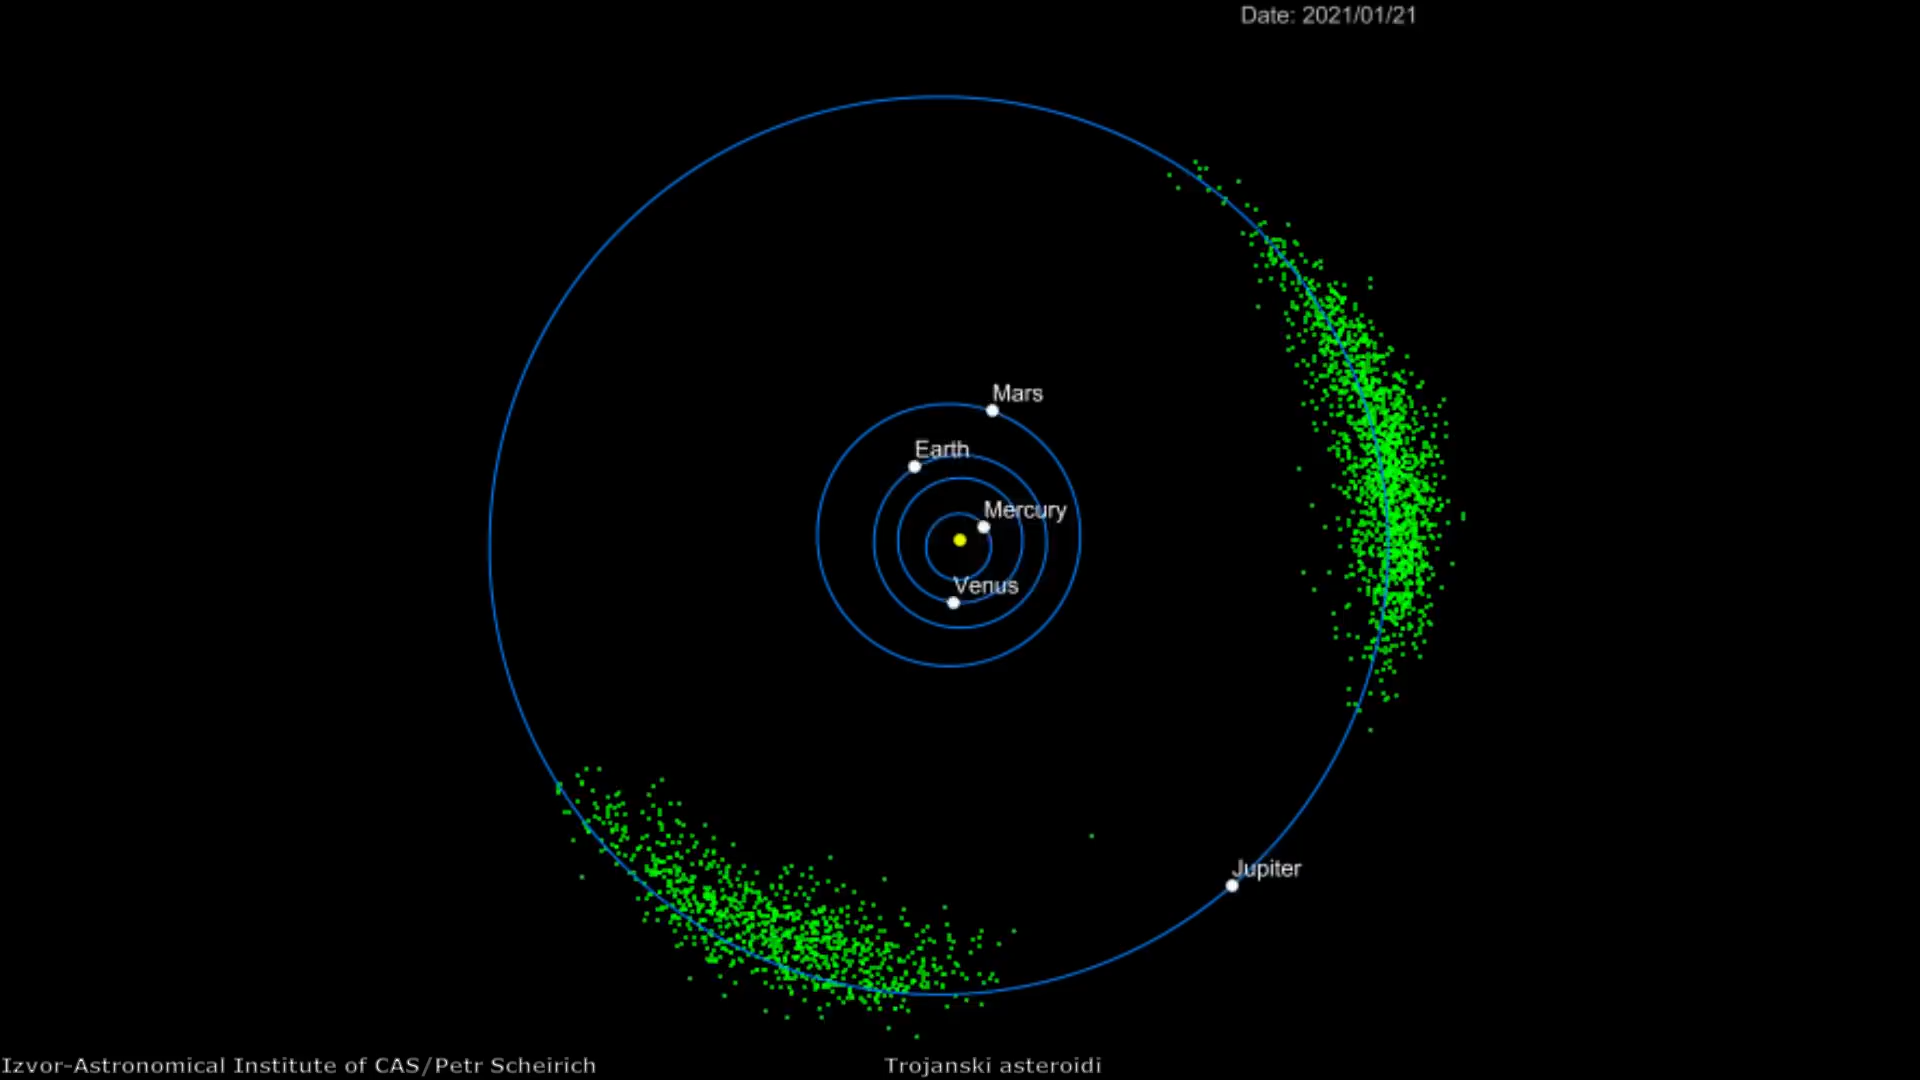 Date: 2021/01/21
Mars
Earth
Mercury
Venus
Jupiter
Izvor-Astronomical Institute of CAS/Petr Scheirich
Trojanski asteroidi